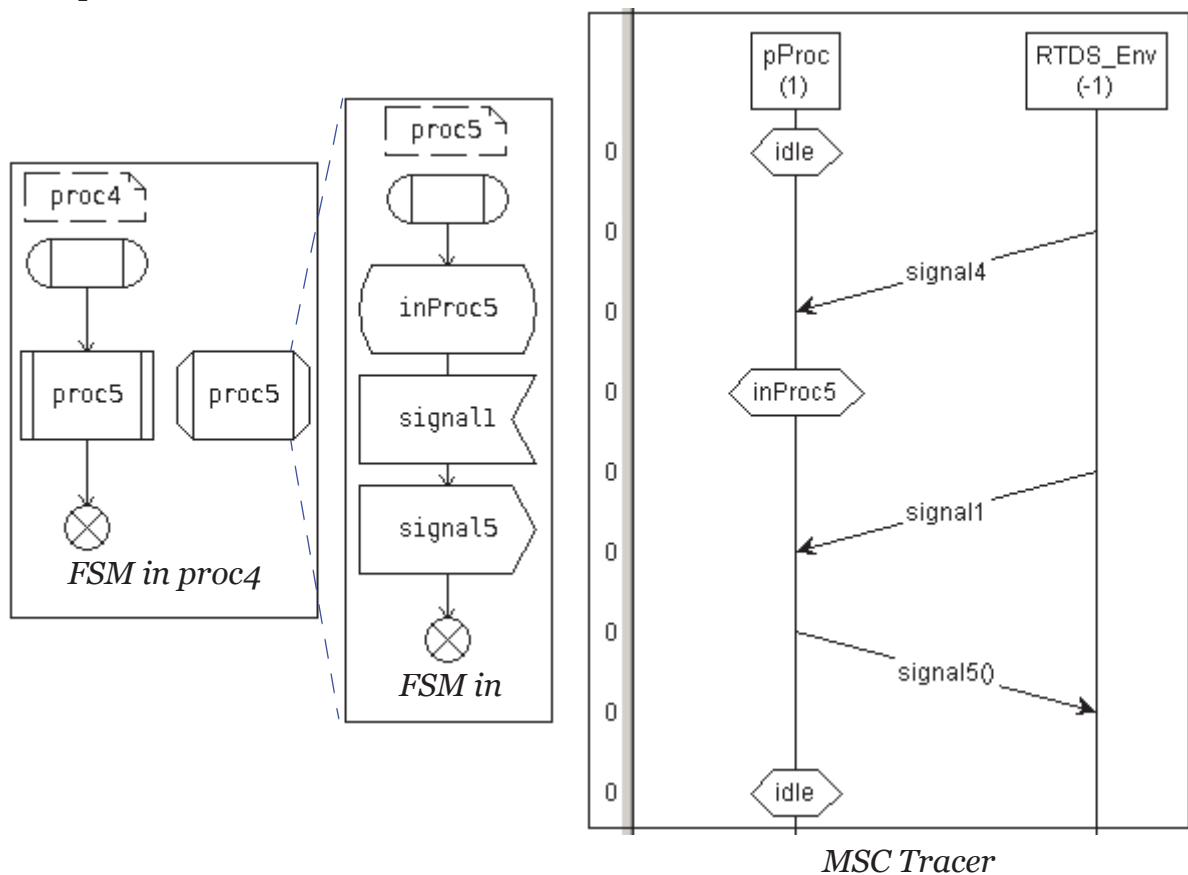 proc4
proc5
proc5
FSM in proc4
proc5
inProc5
signal1
signal5
FSM in
pProc
(1)
RTDS_Env
(-1)
0
idle
0
signal4
0
0
inProc5
0
signal1
0
0
signal5()
0
0
idle
MSC Tracer